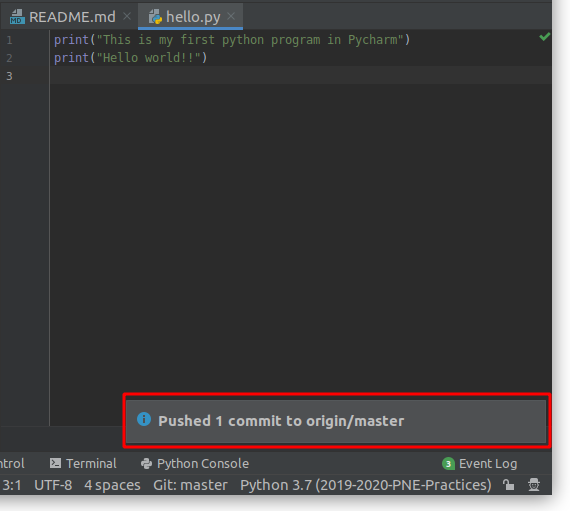 README.md hello.py
1 print("This is my first python program in Pycharm")
2 print("Hello world!!")
3
Pushed 1 commit to origin/master
ntrol Terminal Python Console 3 Event Log
3:1 UTF-8 4 spaces Git: master Python 3.7 (2019-2020-PNE-Practices)